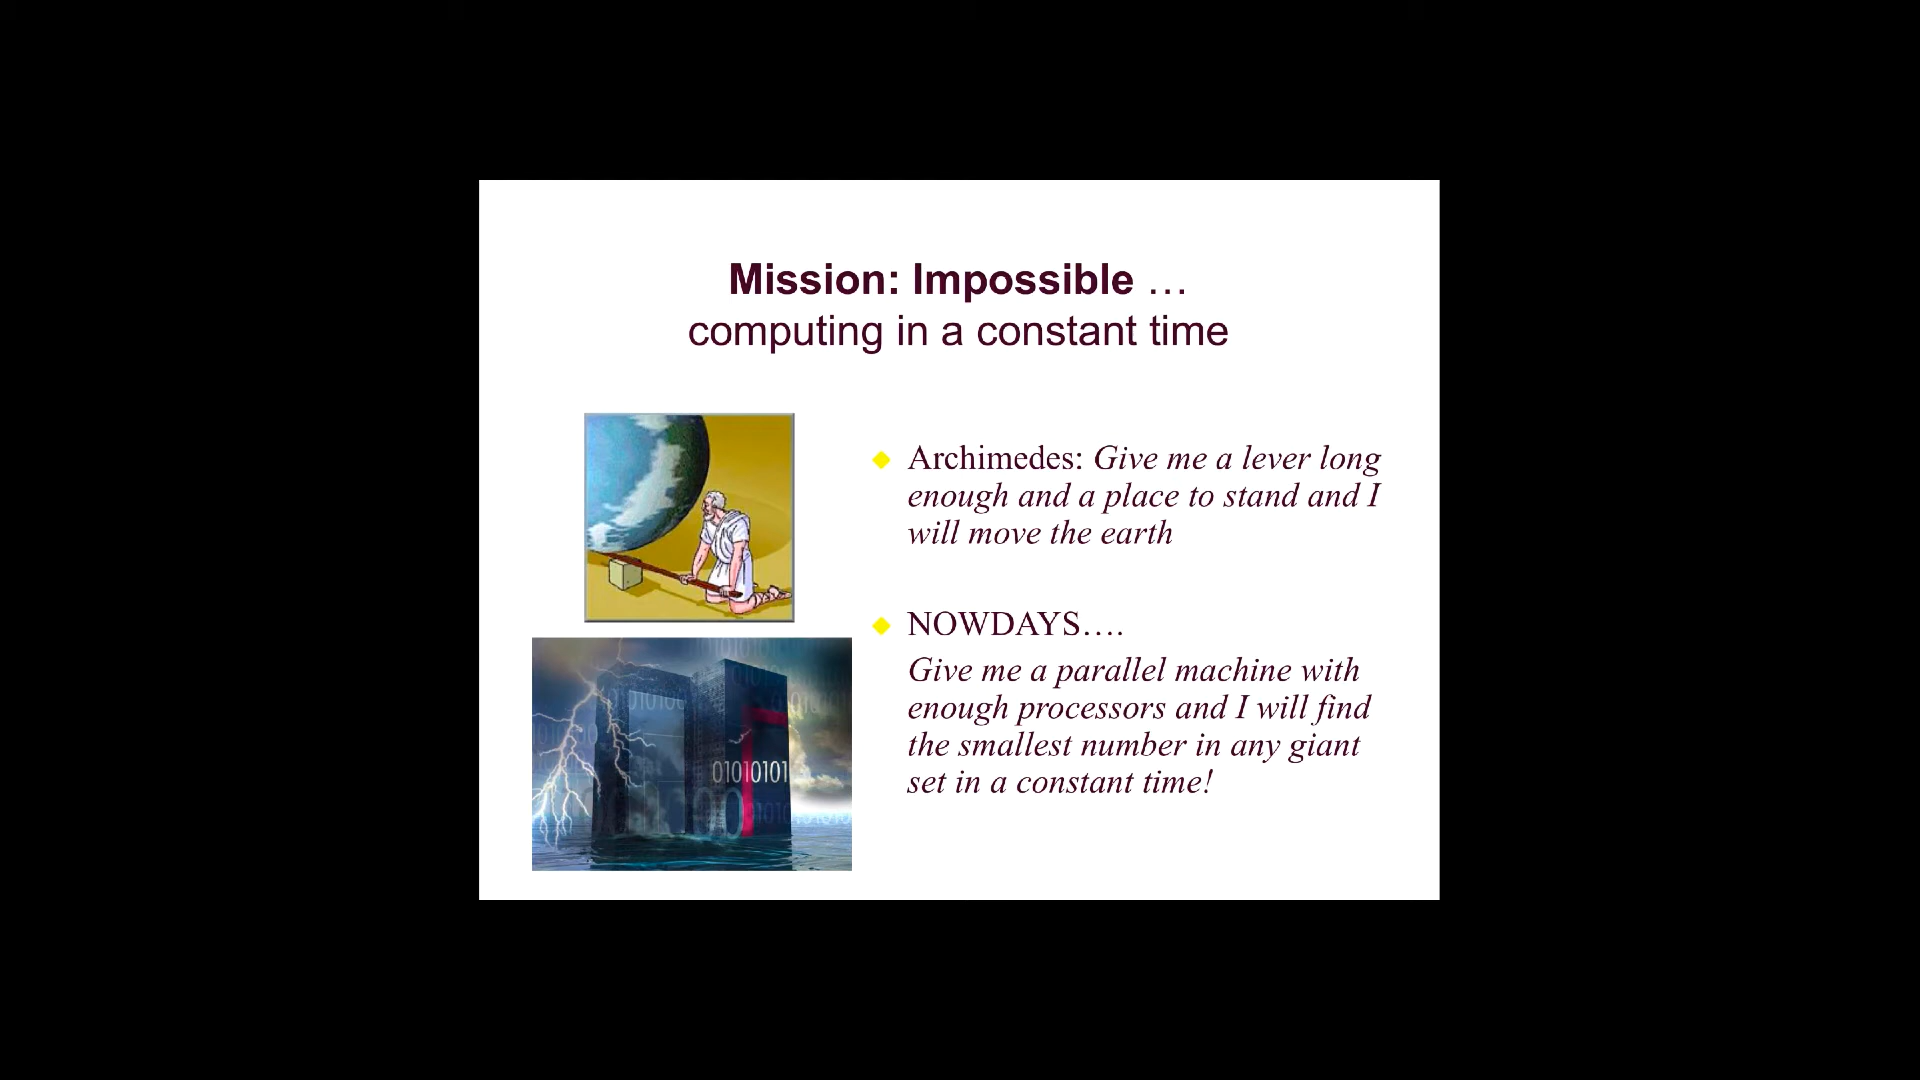 Mission: Impossible …
computing in a constant time
Archimedes: Give me a lever long
enough and a place to stand and I
will move the earth
NOWDAYS….
Give me a parallel machine with
enough processors and I will find
the smallest number in any giant
set in a constant time!
01010101